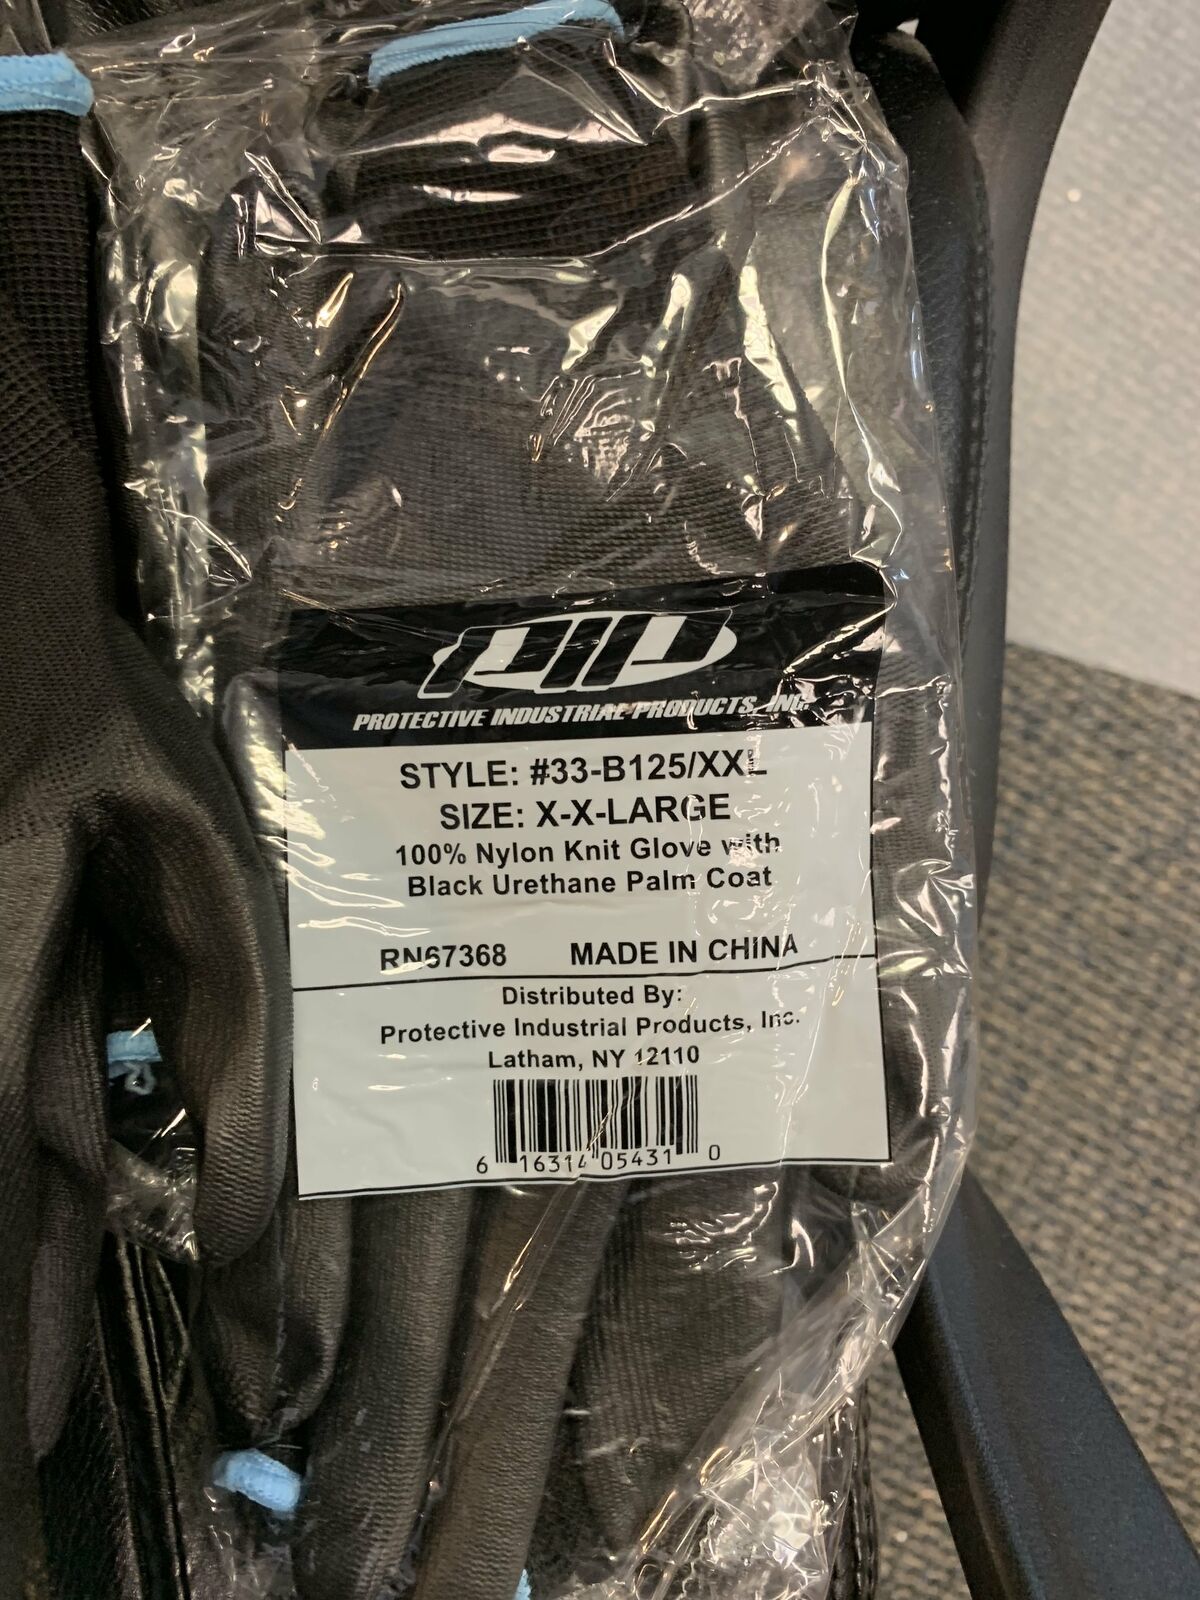 PIP
PROTECTIVE INDUSTRIAL PRODUCTS, INC.
STYLE: #33-B125/XXL
SIZE: X-X-LARGE
100% Nylon Knit Glove with
Black Urethane Palm Coat
RN67368 MADE IN CHINA
Distributed By:
Protective Industrial Products, Inc.
Latham, NY 12110
6 16314 05431 0